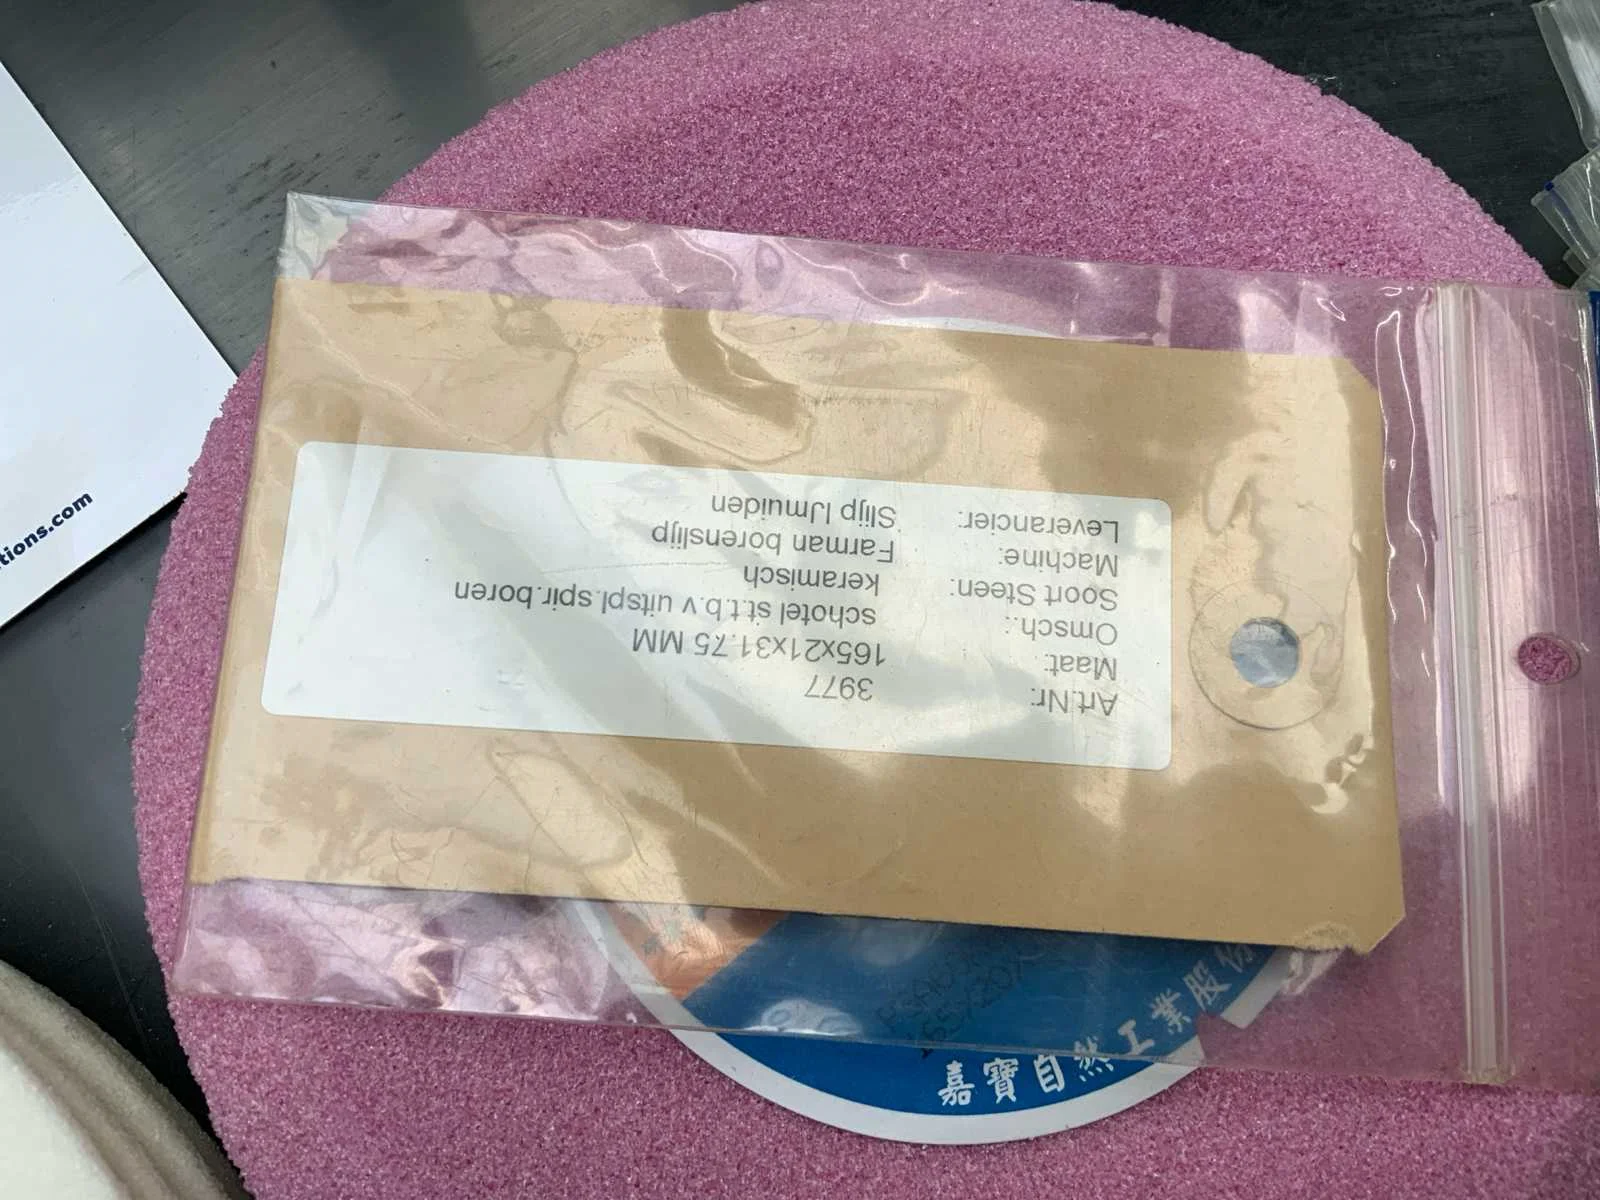 Art.Nr: 3977
Maat: 165x21x31.75 MM
Omsch.: schotel st.t.b.v uitspl.spir.boren
Soort Steen: keramisch
Machine: Farman borenslijp
Leverancier: Slijp IJmuiden
嘉寶自然工業股份
tions.com